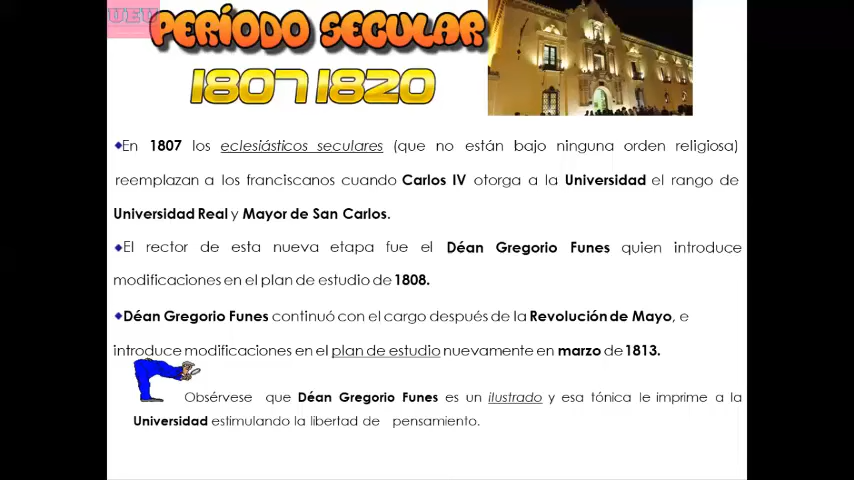 UEU
PERÍODO SECULAR
1807 1820
En 1807 los eclesiásticos seculares (que no están bajo ninguna orden religiosa)
reemplazan a los franciscanos cuando Carlos IV otorga a la Universidad el rango de
Universidad Real y Mayor de San Carlos.
El rector de esta nueva etapa fue el Déan Gregorio Funes quien introduce
modificaciones en el plan de estudio de 1808.
Déan Gregorio Funes continuó con el cargo después de la Revolución de Mayo, e
introduce modificaciones en el plan de estudio nuevamente en marzo de 1813.
Obsérvese que Déan Gregorio Funes es un ilustrado y esa tónica le imprime a la
Universidad estimulando la libertad de pensamiento.